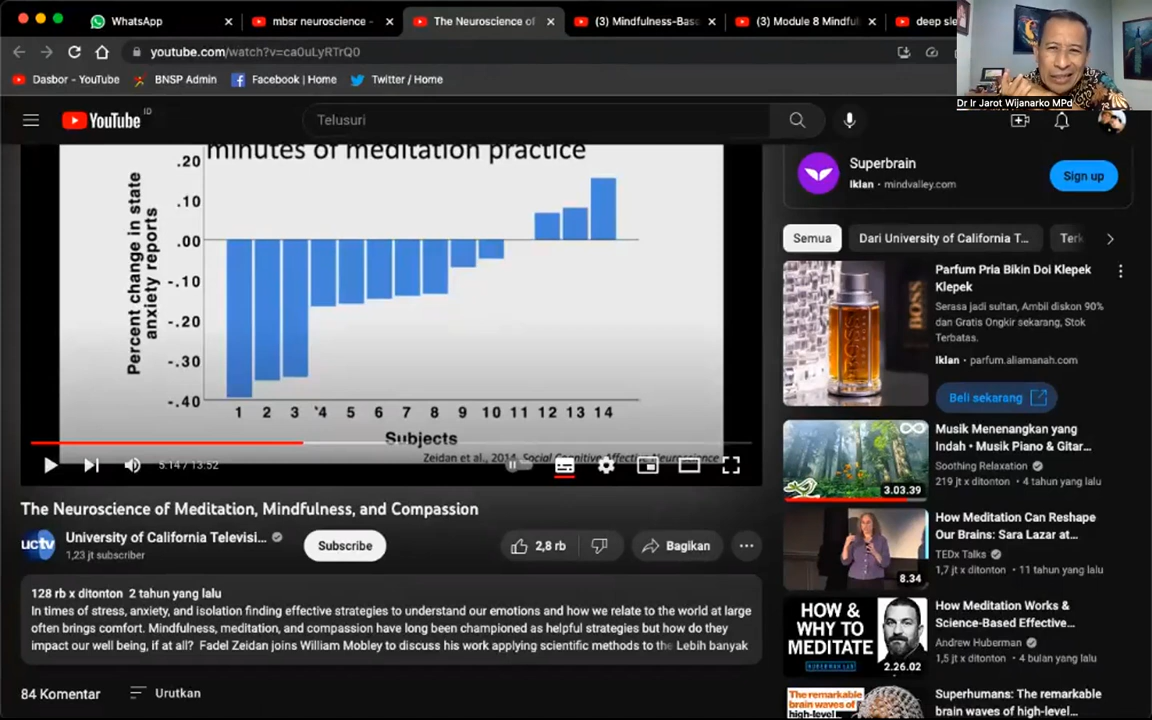 WhatsApp
mbsr neuroscience -
The Neuroscience of
(3) Mindfulness-Bas
(3) Module 8 Mindful
deep sle
youtube.com/watch?v=ca0uLyRTrQ0
Dasbor - YouTube
BNSP Admin
Facebook | Home
Twitter / Home
Dr Ir Jarot Wijanarko MPd
YouTube ID
Telusuri
minutes of meditation practice
Percent change in state
anxiety reports
.20
.10
.00
-.10
-.20
-.30
-.40
1 2 3 *4 5 6 7 8 9 10 11 12 13 14
Subjects
Zeidan et al., 2014, Social Cognitive Affective Neuroscience
5:14 / 13:52
The Neuroscience of Meditation, Mindfulness, and Compassion
uctv
University of California Televisi...
1,23 jt subscriber
Subscribe
2,8 rb
Bagikan
128 rb x ditonton 2 tahun yang lalu
In times of stress, anxiety, and isolation finding effective strategies to understand our emotions and how we relate to the world at large
often brings comfort. Mindfulness, meditation, and compassion have long been championed as helpful strategies but how do they
impact our well being, if at all? Fadel Zeidan joins William Mobley to discuss his work applying scientific methods to the Lebih banyak
84 Komentar
Urutkan
Superbrain
Iklan · mindvalley.com
Sign up
Semua
Dari University of California T...
Terk
Parfum Pria Bikin Doi Klepek
Klepek
Serasa jadi sultan, Ambil diskon 90%
dan Gratis Ongkir sekarang, Stok
Terbatas.
Iklan · parfum.aliamanah.com
Beli sekarang
BOSS
Musik Menenangkan yang
Indah • Musik Piano & Gitar...
Soothing Relaxation
219 jt x ditonton · 4 tahun yang lalu
3.03.39
How Meditation Can Reshape
Our Brains: Sara Lazar at...
TEDx Talks
1,7 jt x ditonton · 11 tahun yang lalu
8.34
How Meditation Works &
Science-Based Effective...
Andrew Huberman
1,5 jt x ditonton · 4 bulan yang lalu
HOW &
WHY TO
MEDITATE
HUBERMAN LAB
2.26.02
Superhumans: The remarkable
brain waves of high-level...
The remarkable
brain waves of
high-level